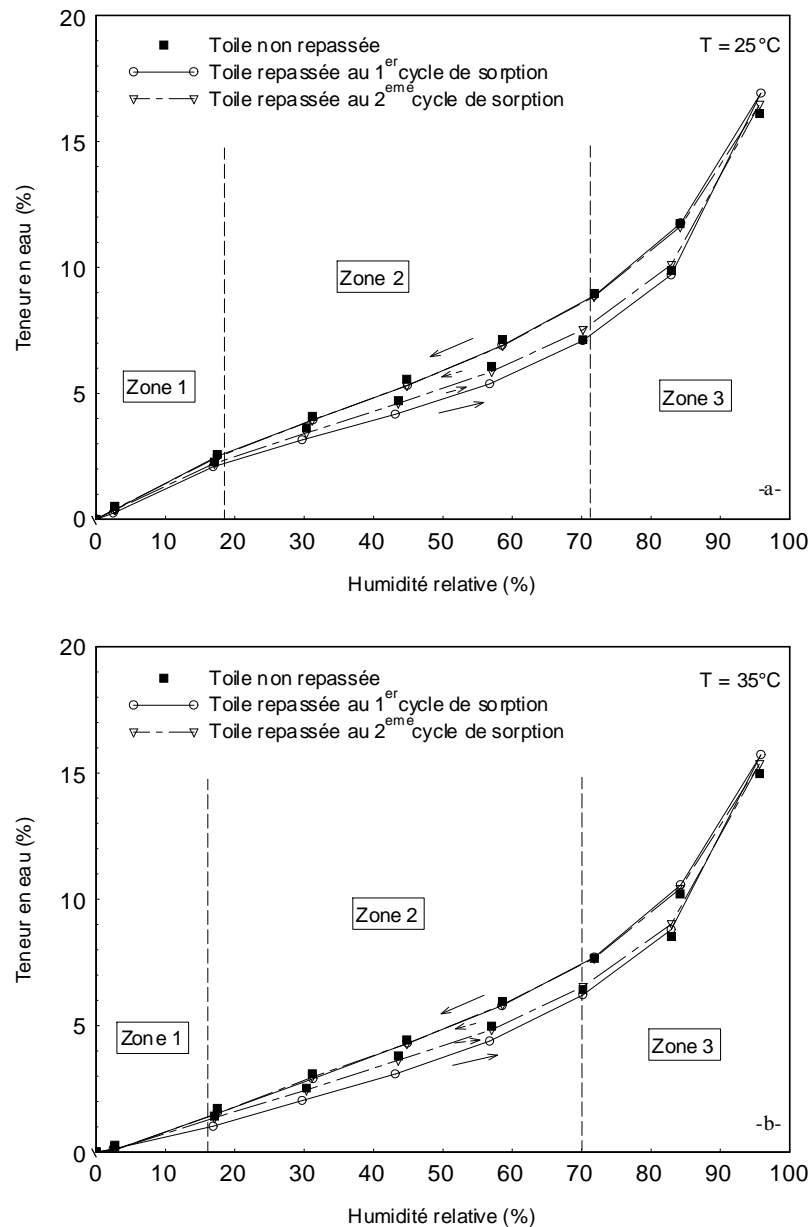 20
Toile non repassée
T = 25°C
Toile repassée au 1er cycle de sorption
Toile repassée au 2eme cycle de sorption
15
Teneur en eau (%)
10
Zone 2
5
Zone 1
Zone 3
-a-
0
0 10 20 30 40 50 60 70 80 90 100
Humidité relative (%)
20
Toile non repassée
T = 35°C
Toile repassée au 1er cycle de sorption
Toile repassée au 2eme cycle de sorption
15
Teneur en eau (%)
10
Zone 2
5
Zone 1
Zone 3
-b-
0
0 10 20 30 40 50 60 70 80 90 100
Humidité relative (%)